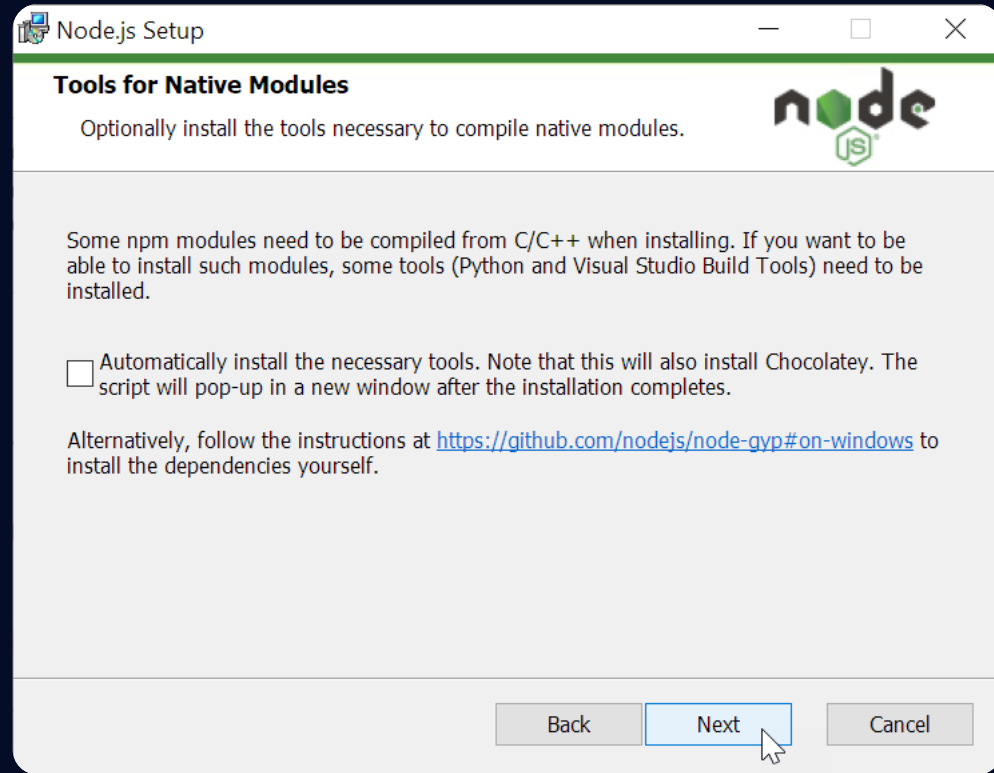 Node.js Setup
Tools for Native Modules
Optionally install the tools necessary to compile native modules.
node
JS
Some npm modules need to be compiled from C/C++ when installing. If you want to be
able to install such modules, some tools (Python and Visual Studio Build Tools) need to be
installed.
Automatically install the necessary tools. Note that this will also install Chocolatey. The
script will pop-up in a new window after the installation completes.
Alternatively, follow the instructions at https://github.com/nodejs/node-gyp#on-windows to
install the dependencies yourself.
Back Next Cancel